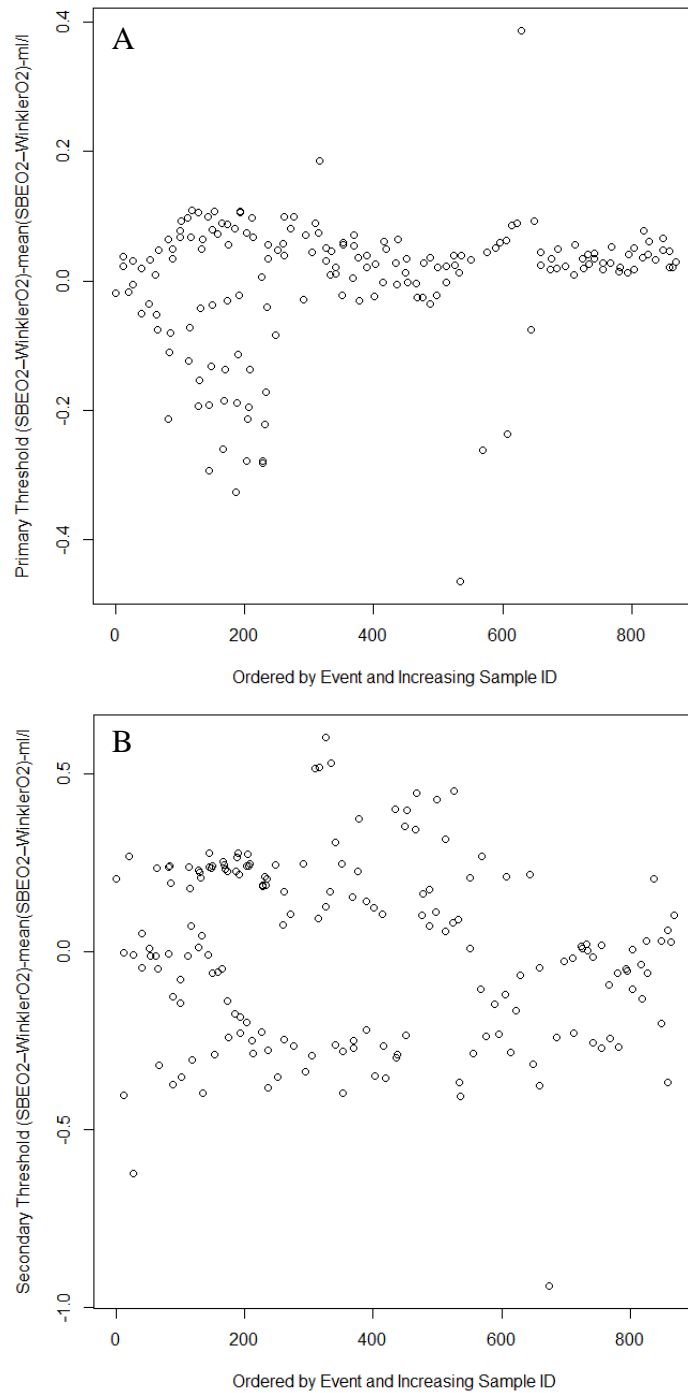 A
Primary Threshold (SBEO2–WinklerO2)-mean(SBEO2–WinklerO2)-ml/l
0.4
0.2
0.0
-0.2
-0.4
0 200 400 600 800
Ordered by Event and Increasing Sample ID
B
Secondary Threshold (SBEO2–WinklerO2)-mean(SBEO2–WinklerO2)-ml/l
0.5
0.0
-0.5
-1.0
0 200 400 600 800
Ordered by Event and Increasing Sample ID